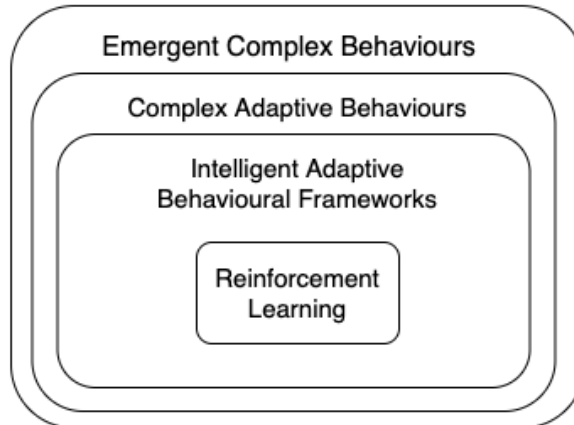 Emergent Complex Behaviours
Complex Adaptive Behaviours
Intelligent Adaptive
Behavioural Frameworks
Reinforcement
Learning